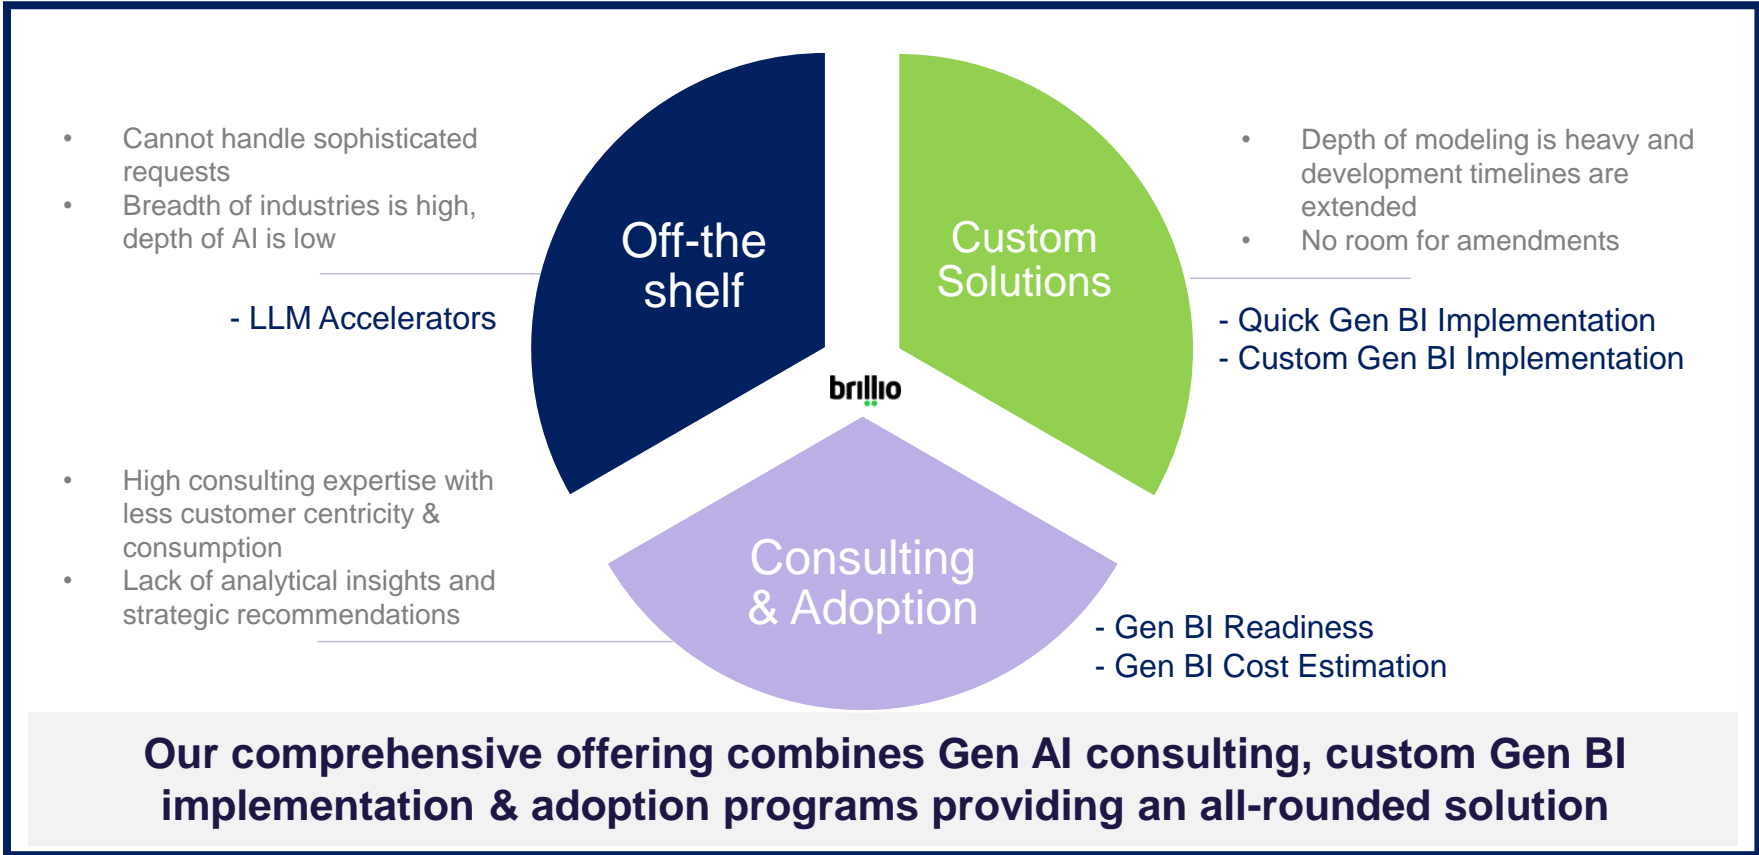 • Cannot handle sophisticated
requests
• Breadth of industries is high,
depth of AI is low
- LLM Accelerators
Off-the
shelf
Custom
Solutions
• Depth of modeling is heavy and
development timelines are
extended
• No room for amendments
- Quick Gen BI Implementation
- Custom Gen BI Implementation
brillio
• High consulting expertise with
less customer centricity &
consumption
• Lack of analytical insights and
strategic recommendations
Consulting
& Adoption
- Gen BI Readiness
- Gen BI Cost Estimation
Our comprehensive offering combines Gen AI consulting, custom Gen BI
implementation & adoption programs providing an all-rounded solution